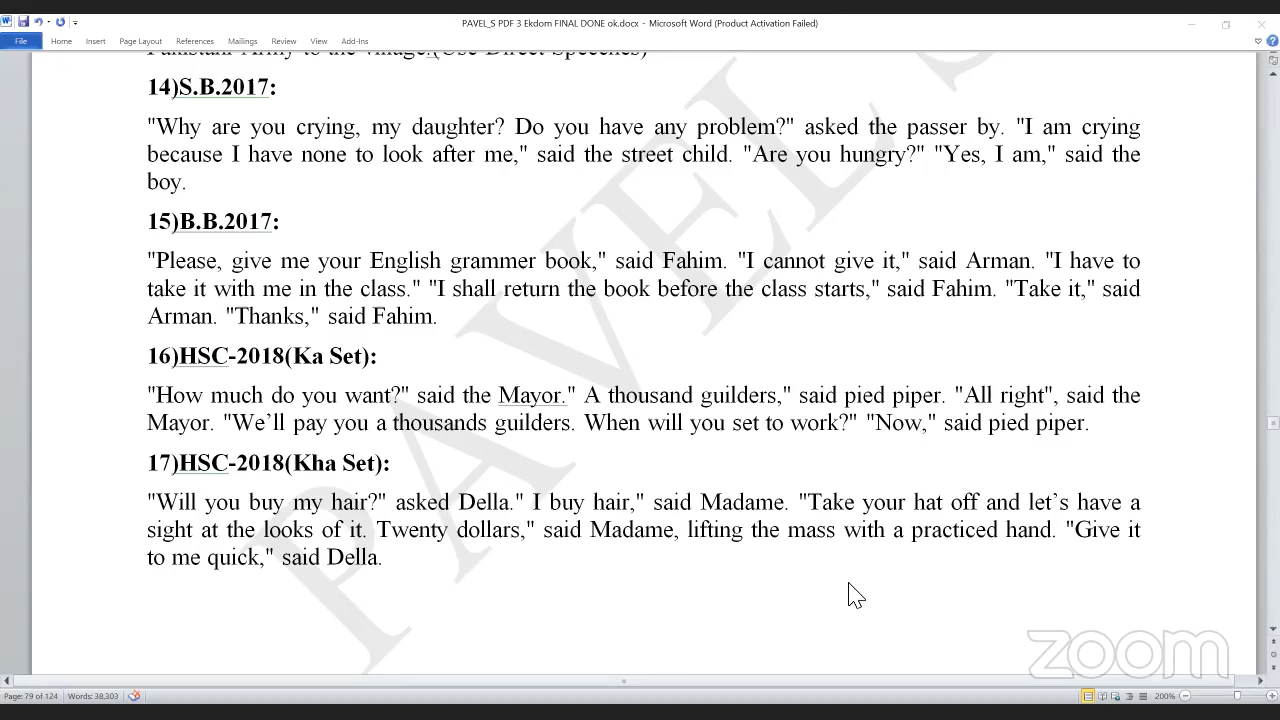 PAVEL_S PDF 3 Ekdom FINAL DONE ok.docx - Microsoft Word (Product Activation Failed)
File Home Insert Page Layout References Mailings Review View Add-Ins
Pakistani Army to the village.(Use Direct Speeches)
14)S.B.2017:
"Why are you crying, my daughter? Do you have any problem?" asked the passer by. "I am crying
because I have none to look after me," said the street child. "Are you hungry?" "Yes, I am," said the
boy.
15)B.B.2017:
"Please, give me your English grammer book," said Fahim. "I cannot give it," said Arman. "I have to
take it with me in the class." "I shall return the book before the class starts," said Fahim. "Take it," said
Arman. "Thanks," said Fahim.
16)HSC-2018(Ka Set):
"How much do you want?" said the Mayor." A thousand guilders," said pied piper. "All right", said the
Mayor. "We’ll pay you a thousands guilders. When will you set to work?" "Now," said pied piper.
17)HSC-2018(Kha Set):
"Will you buy my hair?" asked Della." I buy hair," said Madame. "Take your hat off and let’s have a
sight at the looks of it. Twenty dollars," said Madame, lifting the mass with a practiced hand. "Give it
to me quick," said Della.
PAVEL'S
zoom
Page: 79 of 124 Words: 38,303 200%